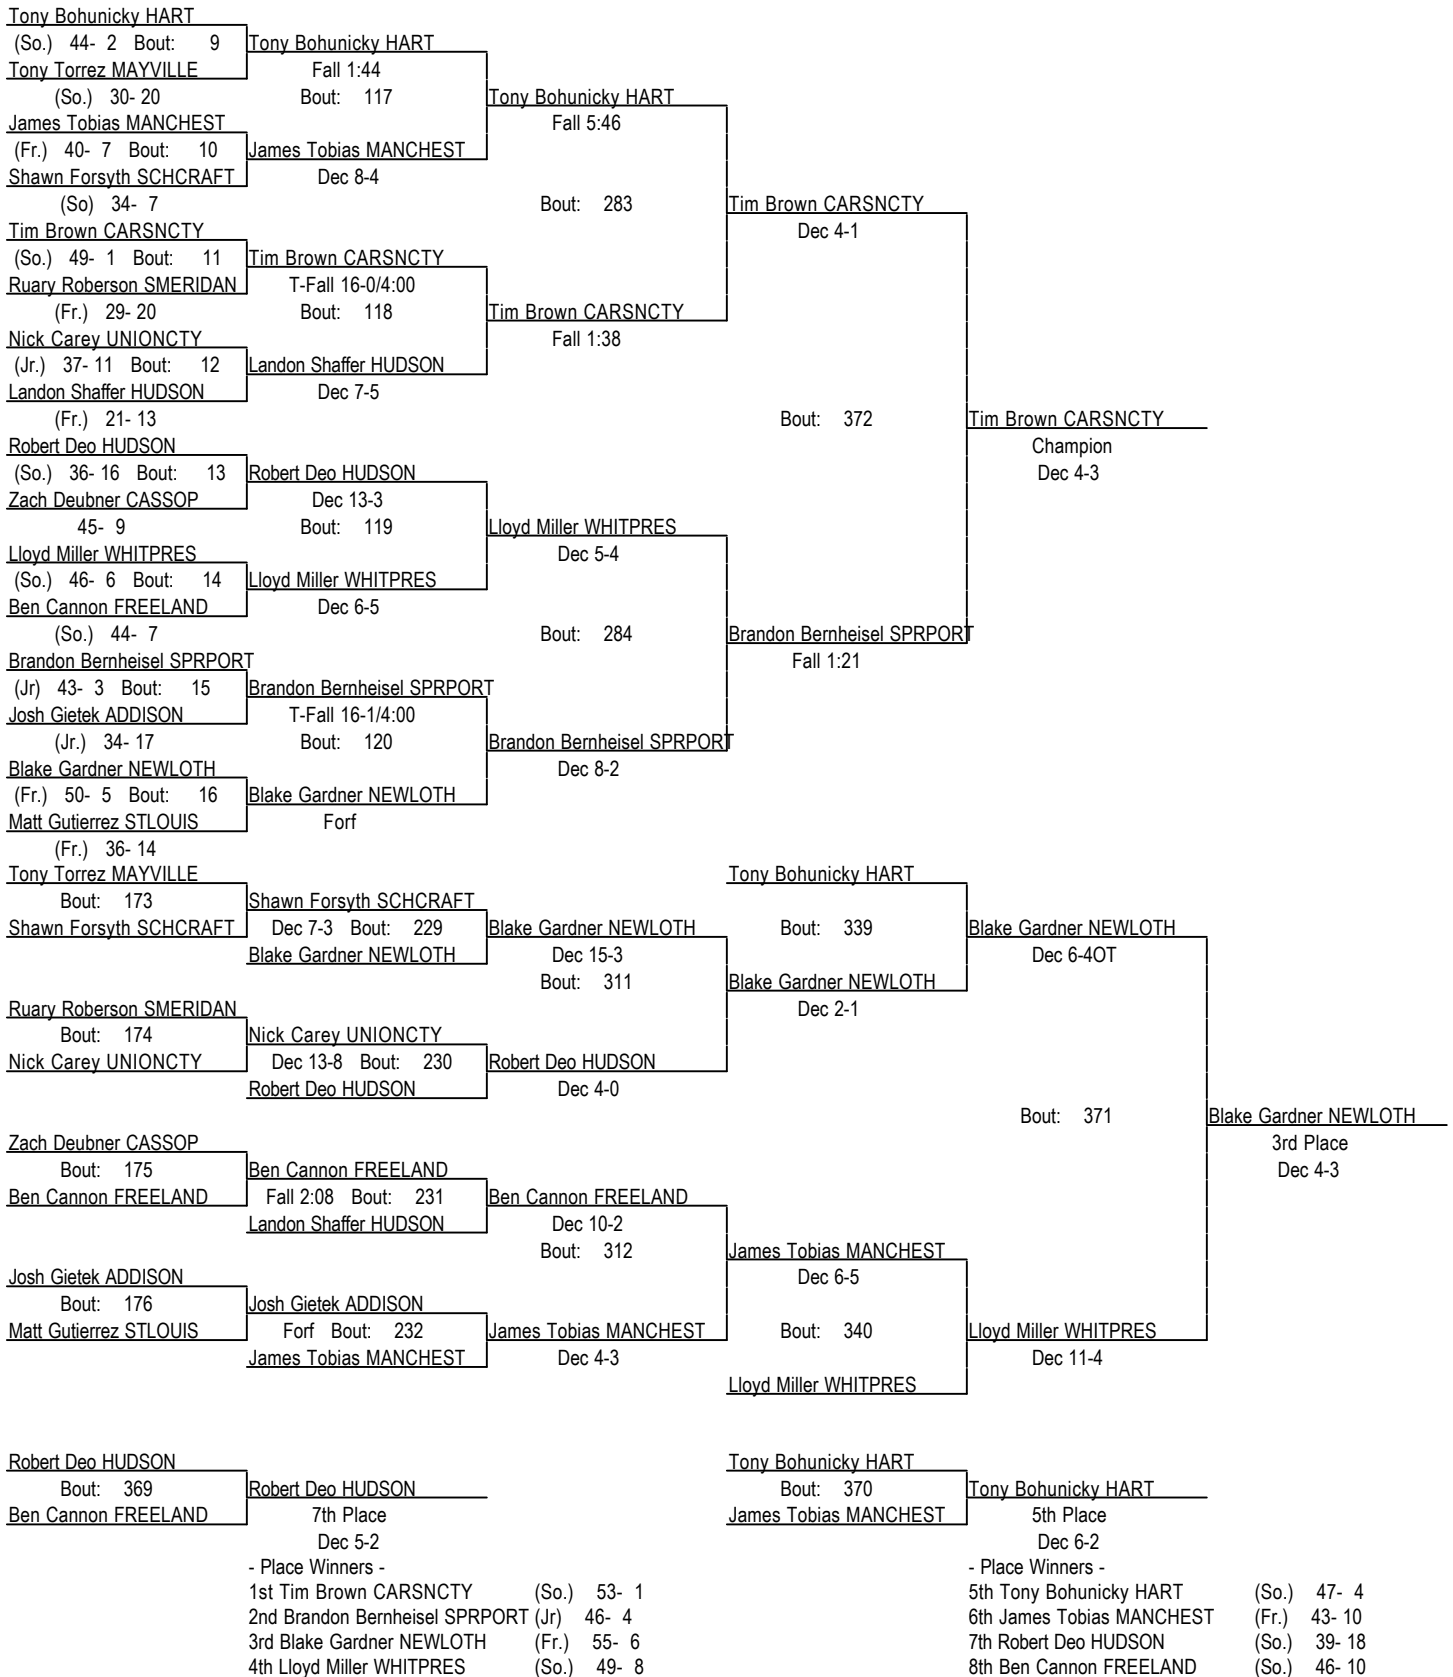 Tony Bohunicky HART
(So.) 44- 2 Bout: 9 Tony Bohunicky HART
Tony Torrez MAYVILLE Fall 1:44
(So.) 30- 20 Bout: 117 Tony Bohunicky HART
James Tobias MANCHEST Fall 5:46
(Fr.) 40- 7 Bout: 10 James Tobias MANCHEST
Shawn Forsyth SCHCRAFT Dec 8-4
(So) 34- 7 Bout: 283 Tim Brown CARSNCTY
Tim Brown CARSNCTY Dec 4-1
(So.) 49- 1 Bout: 11 Tim Brown CARSNCTY
Ruary Roberson SMERIDAN T-Fall 16-0/4:00
(Fr.) 29- 20 Bout: 118 Tim Brown CARSNCTY
Nick Carey UNIONCTY Fall 1:38
(Jr.) 37- 11 Bout: 12 Landon Shaffer HUDSON
Landon Shaffer HUDSON Dec 7-5
(Fr.) 21- 13 Bout: 372 Tim Brown CARSNCTY
Robert Deo HUDSON Champion
(So.) 36- 16 Bout: 13 Robert Deo HUDSON Dec 4-3
Zach Deubner CASSOP Dec 13-3
45- 9 Bout: 119 Lloyd Miller WHITPRES
Lloyd Miller WHITPRES Dec 5-4
(So.) 46- 6 Bout: 14 Lloyd Miller WHITPRES
Ben Cannon FREELAND Dec 6-5
(So.) 44- 7 Bout: 284 Brandon Bernheisel SPRPORT
Brandon Bernheisel SPRPORT Fall 1:21
(Jr) 43- 3 Bout: 15 Brandon Bernheisel SPRPORT
Josh Gietek ADDISON T-Fall 16-1/4:00
(Jr.) 34- 17 Bout: 120 Brandon Bernheisel SPRPORT
Blake Gardner NEWLOTH Dec 8-2
(Fr.) 50- 5 Bout: 16 Blake Gardner NEWLOTH
Matt Gutierrez STLOUIS Forf
(Fr.) 36- 14
Tony Torrez MAYVILLE Tony Bohunicky HART
Bout: 173 Shawn Forsyth SCHCRAFT
Shawn Forsyth SCHCRAFT Dec 7-3 Bout: 229 Blake Gardner NEWLOTH Bout: 339 Blake Gardner NEWLOTH
Blake Gardner NEWLOTH Dec 15-3 Dec 6-4OT
Bout: 311 Blake Gardner NEWLOTH
Ruary Roberson SMERIDAN Dec 2-1
Bout: 174 Nick Carey UNIONCTY
Nick Carey UNIONCTY Dec 13-8 Bout: 230 Robert Deo HUDSON
Robert Deo HUDSON Dec 4-0
Bout: 371 Blake Gardner NEWLOTH
Zach Deubner CASSOP 3rd Place
Bout: 175 Ben Cannon FREELAND Dec 4-3
Ben Cannon FREELAND Fall 2:08 Bout: 231 Ben Cannon FREELAND
Landon Shaffer HUDSON Dec 10-2
Bout: 312 James Tobias MANCHEST
Josh Gietek ADDISON Dec 6-5
Bout: 176 Josh Gietek ADDISON
Matt Gutierrez STLOUIS Forf Bout: 232 James Tobias MANCHEST Bout: 340 Lloyd Miller WHITPRES
James Tobias MANCHEST Dec 4-3 Dec 11-4
Lloyd Miller WHITPRES
Robert Deo HUDSON Tony Bohunicky HART
Bout: 369 Robert Deo HUDSON Bout: 370 Tony Bohunicky HART
Ben Cannon FREELAND 7th Place James Tobias MANCHEST 5th Place
Dec 5-2 Dec 6-2
- Place Winners - - Place Winners -
1st Tim Brown CARSNCTY (So.) 53- 1 5th Tony Bohunicky HART (So.) 47- 4
2nd Brandon Bernheisel SPRPORT (Jr) 46- 4 6th James Tobias MANCHEST (Fr.) 43- 10
3rd Blake Gardner NEWLOTH (Fr.) 55- 6 7th Robert Deo HUDSON (So.) 39- 18
4th Lloyd Miller WHITPRES (So.) 49- 8 8th Ben Cannon FREELAND (So.) 46- 10